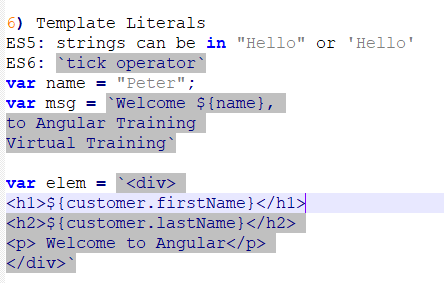 6) Template Literals
ES5: strings can be in "Hello" or 'Hello'
ES6: `tick operator`
var name = "Peter";
var msg = `Welcome ${name},
to Angular Training
Virtual Training`
var elem = `<div>
<h1>${customer.firstName}</h1>
<h2>${customer.lastName}</h2>
<p> Welcome to Angular</p>
</div>`